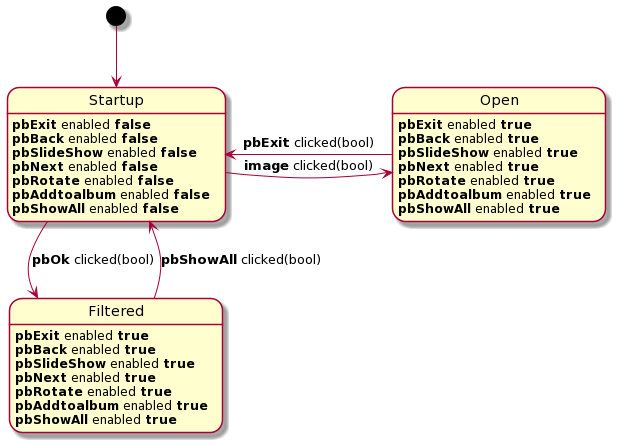 Startup
pbExit enabled false
pbBack enabled false
pbSlideShow enabled false
pbNext enabled false
pbRotate enabled false
pbAddtoalbum enabled false
pbShowAll enabled false
pbExit clicked(bool)
image clicked(bool)
Open
pbExit enabled true
pbBack enabled true
pbSlideShow enabled true
pbNext enabled true
pbRotate enabled true
pbAddtoalbum enabled true
pbShowAll enabled true
pbOk clicked(bool)
pbShowAll clicked(bool)
Filtered
pbExit enabled true
pbBack enabled true
pbSlideShow enabled true
pbNext enabled true
pbRotate enabled true
pbAddtoalbum enabled true
pbShowAll enabled true